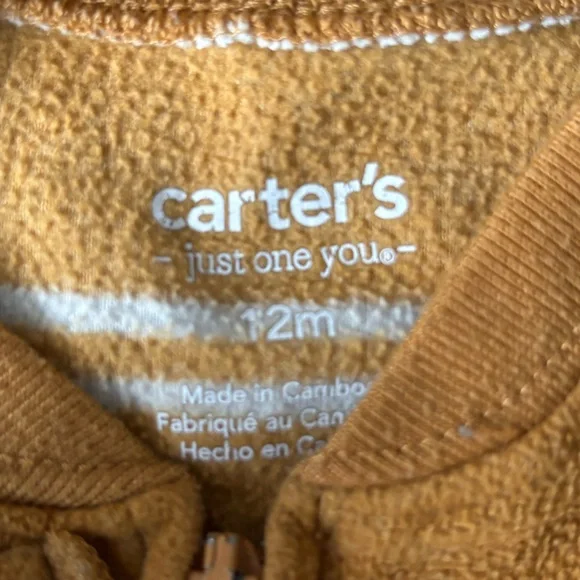 carter's
- just one you®-
12m
Made in
Fabriqué au
Hecho en